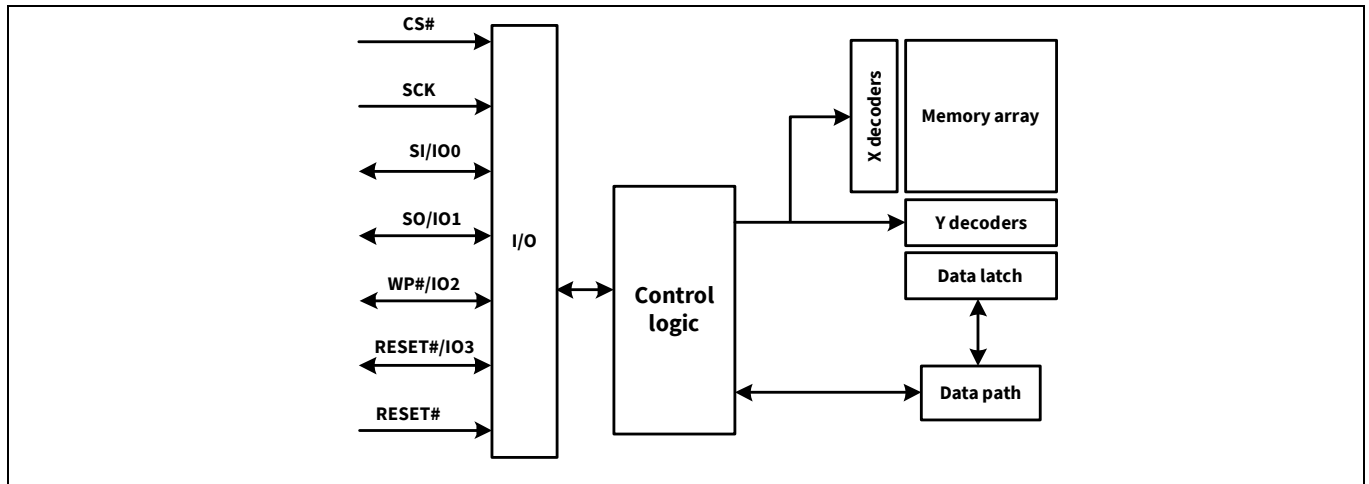 CS#
SCK
SI/IO0
SO/IO1
WP#/IO2
RESET#/IO3
RESET#
I/O
Control
logic
X decoders
Memory array
Y decoders
Data latch
Data path